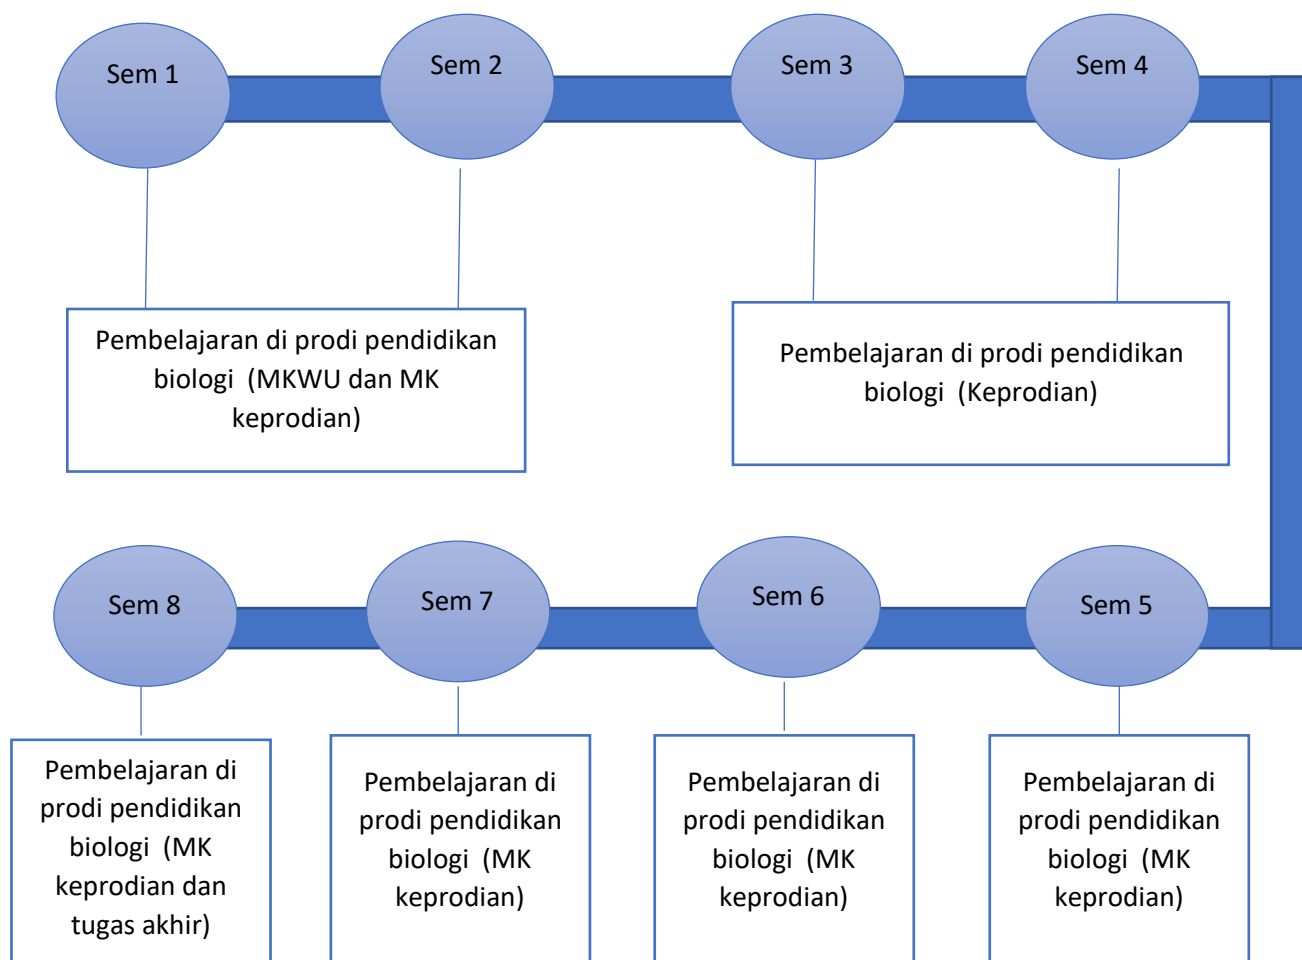 Sem 1
Sem 2
Sem 3
Sem 4
Pembelajaran di prodi pendidikan
biologi (MKWU dan MK
keprodian)
Pembelajaran di prodi pendidikan
biologi (Keprodian)
Sem 8
Sem 7
Sem 6
Sem 5
Pembelajaran di
prodi pendidikan
biologi (MK
keprodian dan
tugas akhir)
Pembelajaran di
prodi pendidikan
biologi (MK
keprodian)
Pembelajaran di
prodi pendidikan
biologi (MK
keprodian)
Pembelajaran di
prodi pendidikan
biologi (MK
keprodian)